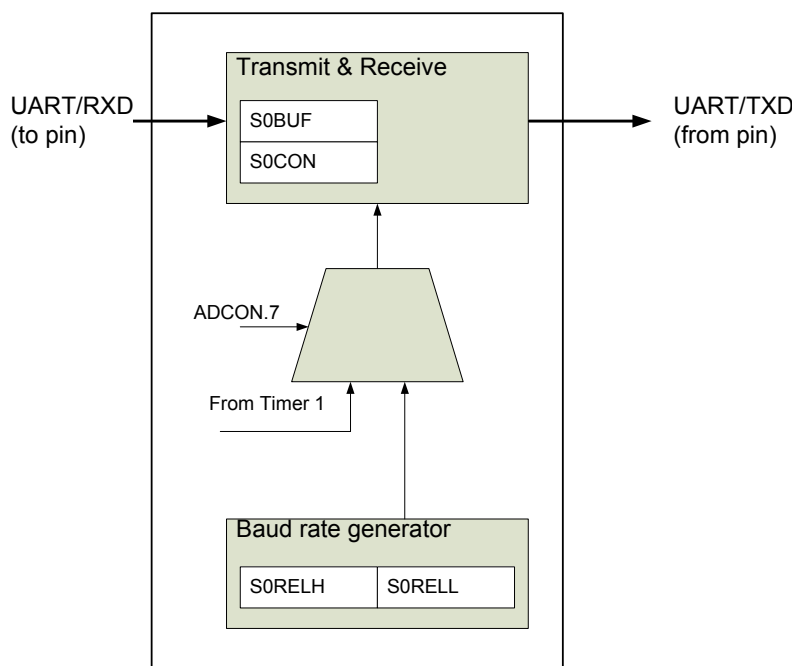 Transmit & Receive
UART/RXD
(to pin)
S0BUF
S0CON
UART/TXD
(from pin)
ADCON.7
From Timer 1
Baud rate generator
S0RELH
S0RELL